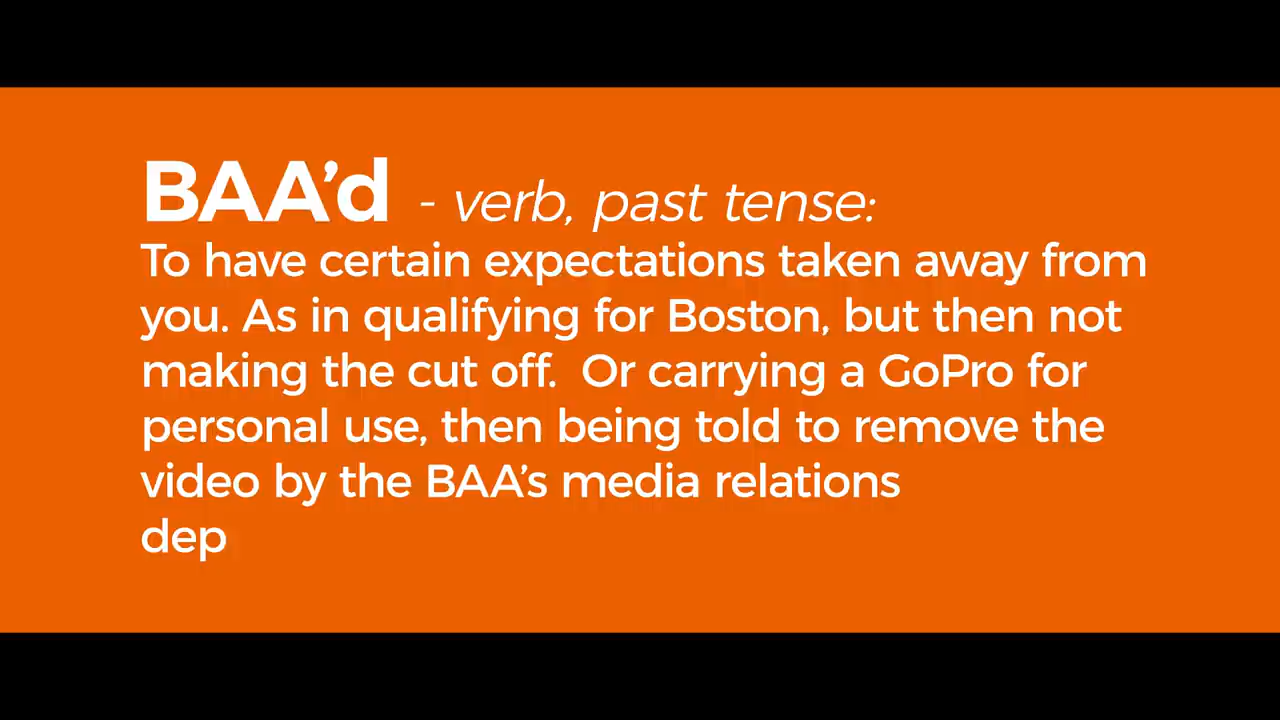 BAA’d - verb, past tense:
To have certain expectations taken away from
you. As in qualifying for Boston, but then not
making the cut off.  Or carrying a GoPro for
personal use, then being told to remove the
video by the BAA’s media relations
dep